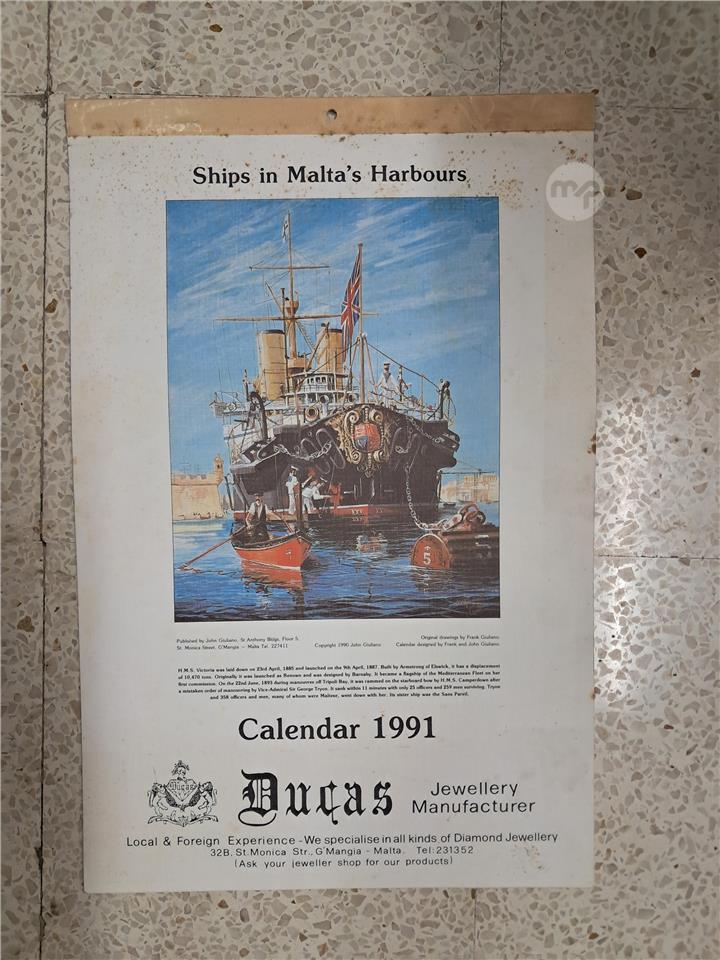 Ships in Malta's Harbours
mp
5
Published by John Giuliano, St Anthony Bldgs. Floor 5.
St. Monica Street, G'Mangia – Malta Tel. 227411
Copyright 1990 John Giuliano
Original drawings by Frank Giuliano.
Calendar designed by Frank and John Giuliano.
H.M.S. Victoria was laid down on 23rd April, 1885 and launched on the 9th April, 1887. Built by Armstrong of Elswick, it has a displacement
of 10,470 tons. Originally it was launched as Renown and was designed by Barnaby. It became a flagship of the Mediterranean Fleet on her
first commission. On the 22nd June, 1893 during manouvres off Tripoli Bay, it was rammed on the starboard bow by H.M.S. Camperdown after
a mistaken order of manouvring by Vice-Admiral Sir George Tryon. It sank within 11 minutes with only 25 officers and 259 men surviving. Tryon
and 358 officers and men, many of whom were Maltese, went down with her. Its sister ship was the Sans Pareil.
Calendar 1991
Duças
Duças Jewellery
Manufacturer
Local & Foreign Experience - We specialise in all kinds of Diamond Jewellery
32B, St. Monica Str., G'Mangia - Malta. Tel: 231352
(Ask your jeweller shop for our products)